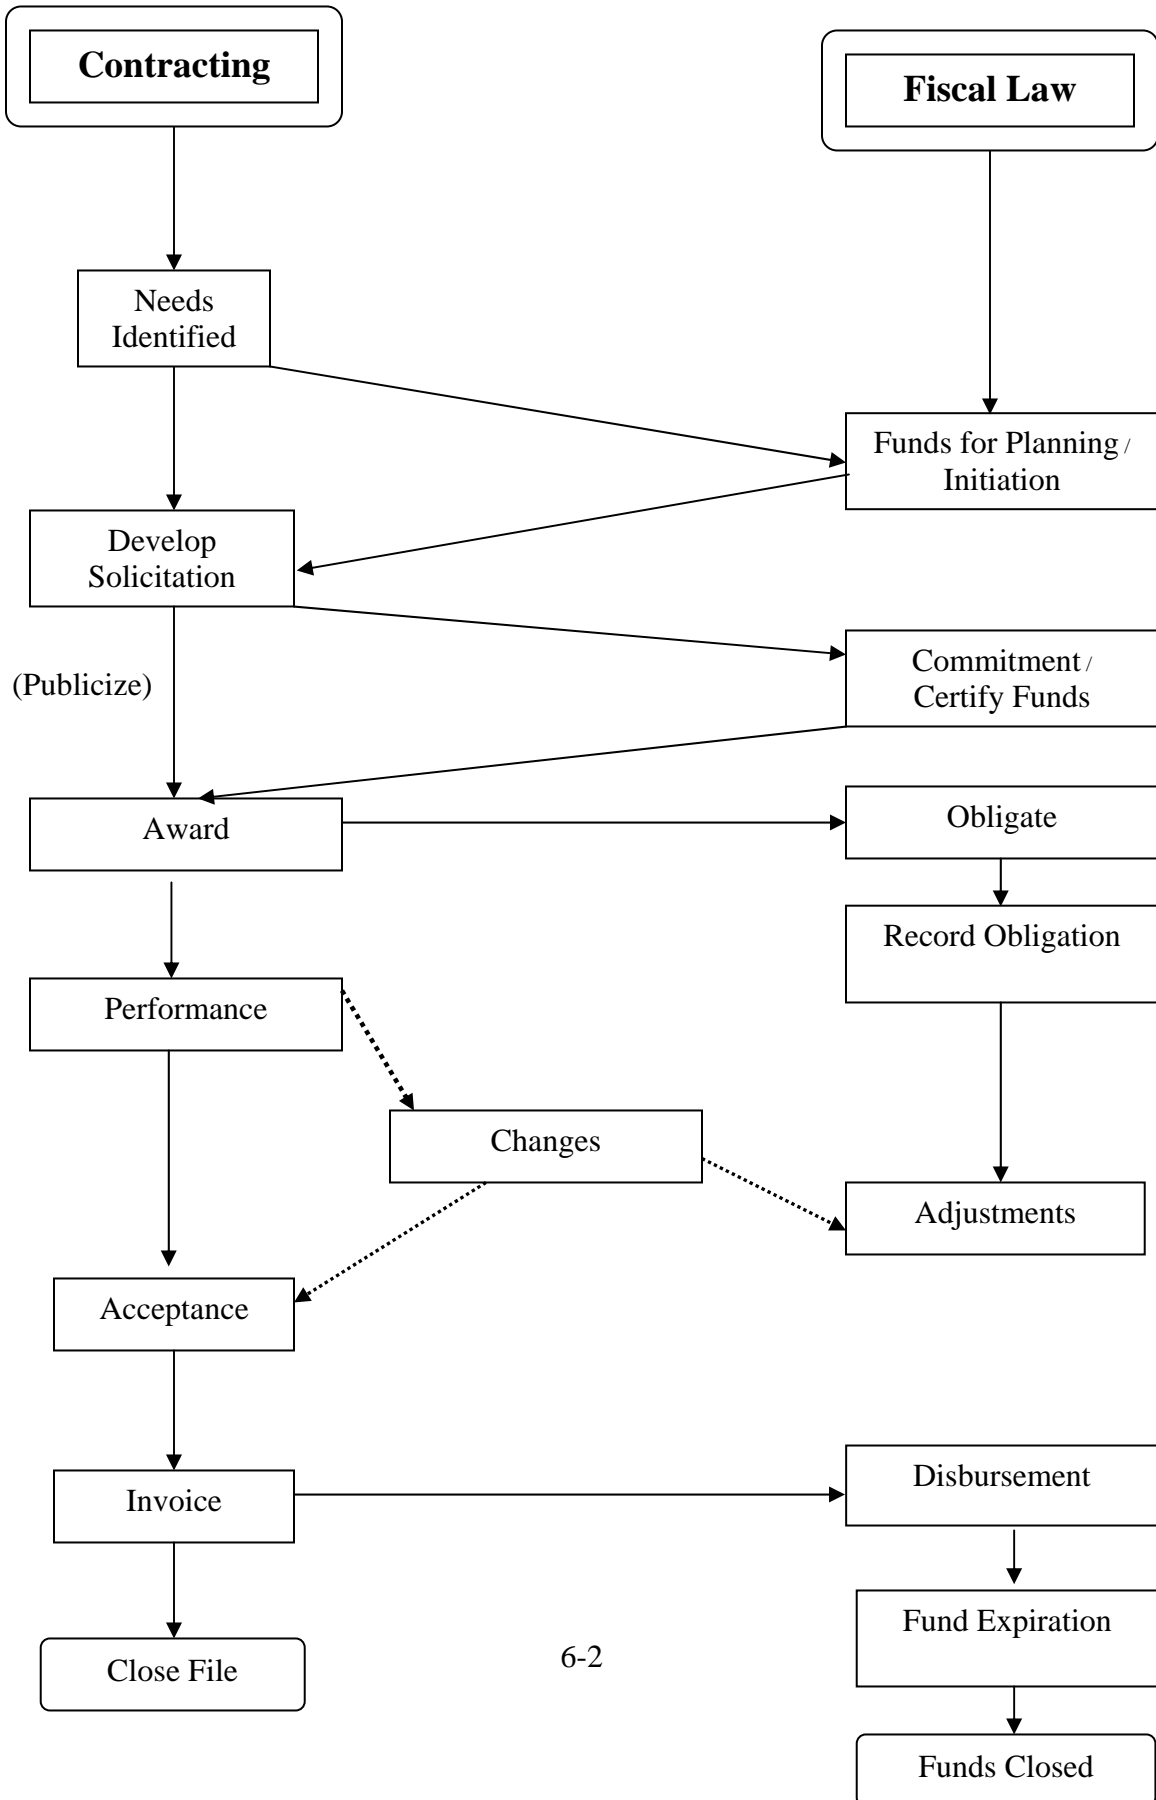 Contracting
Fiscal Law
Needs
Identified
Funds for Planning /
Initiation
Develop
Solicitation
Commitment /
Certify Funds
(Publicize)
Award
Obligate
Record Obligation
Performance
Changes
Adjustments
Acceptance
Invoice
Disbursement
Fund Expiration
Close File
6-2
Funds Closed